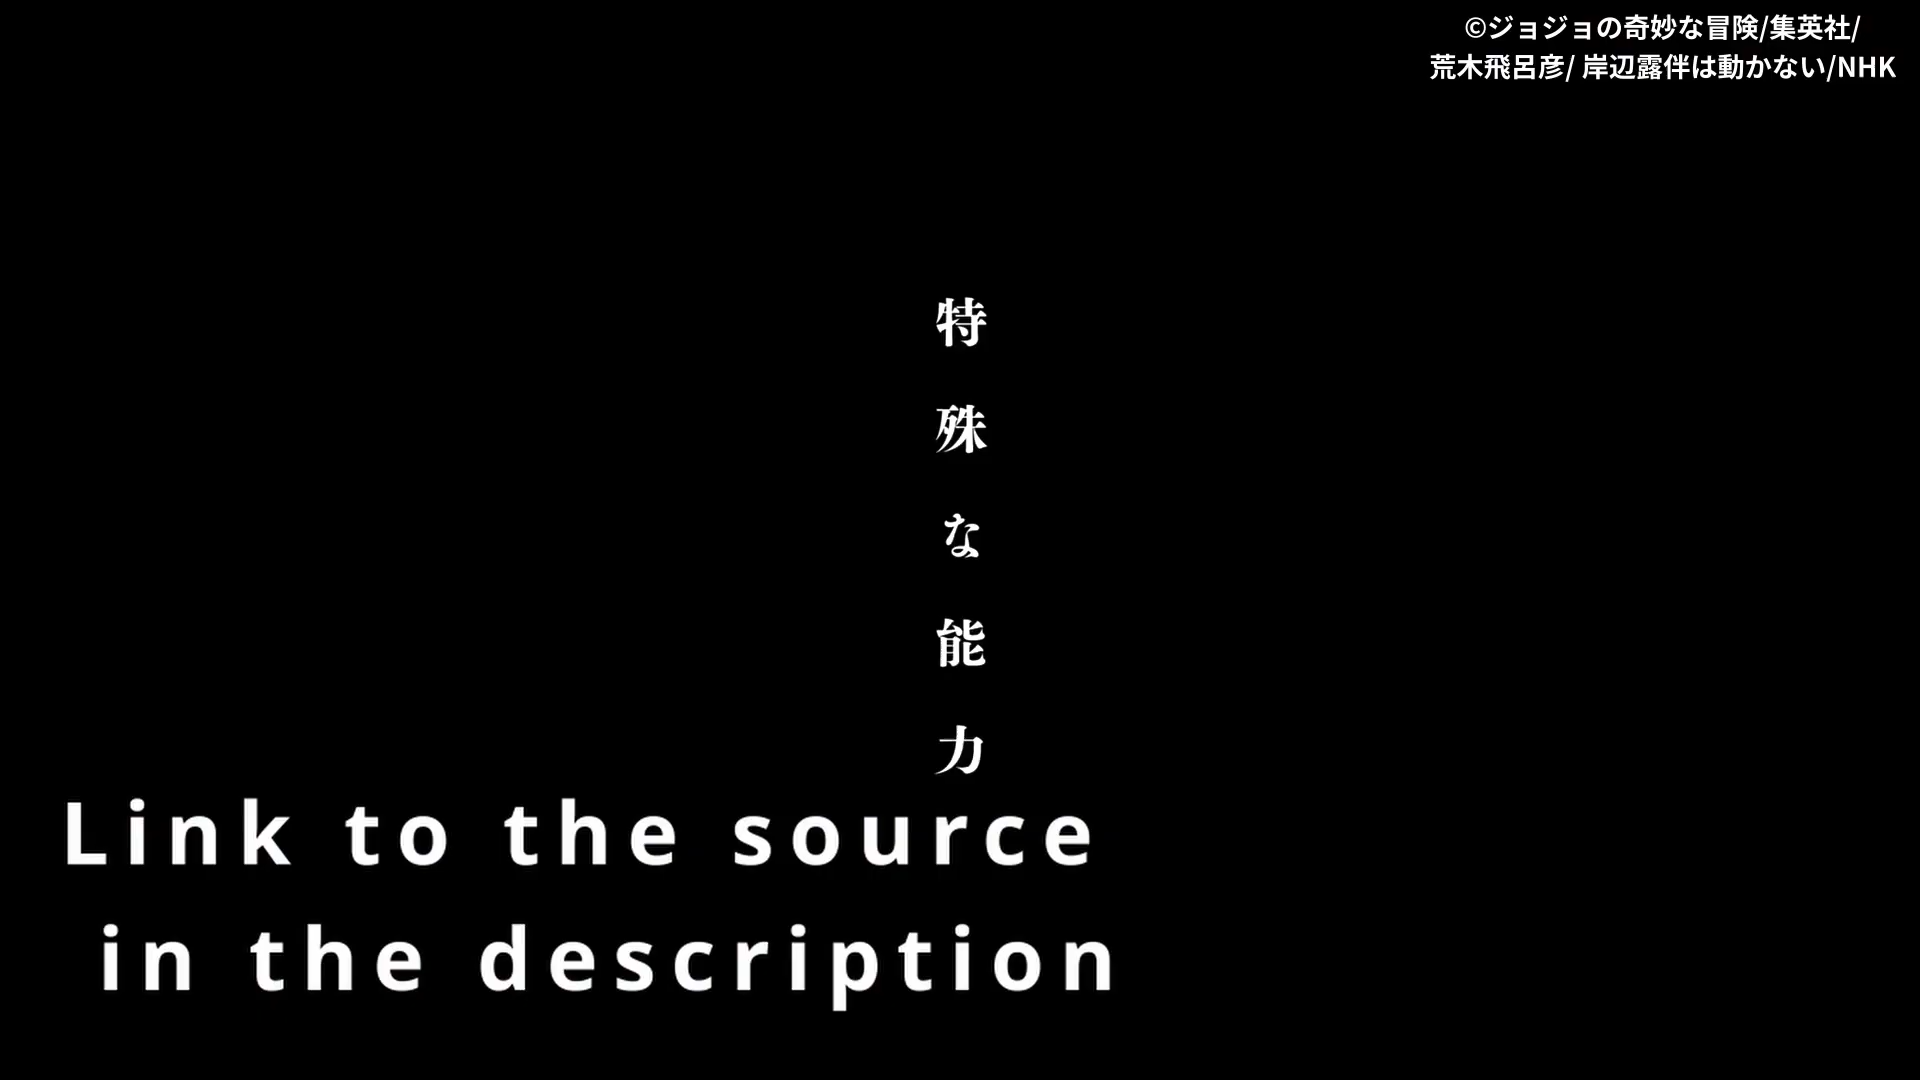 ©ジョジョの奇妙な冒険/集英社/
荒木飛呂彦/ 岸辺露伴は動かない/NHK
特殊な能力
Link to the source
in the description